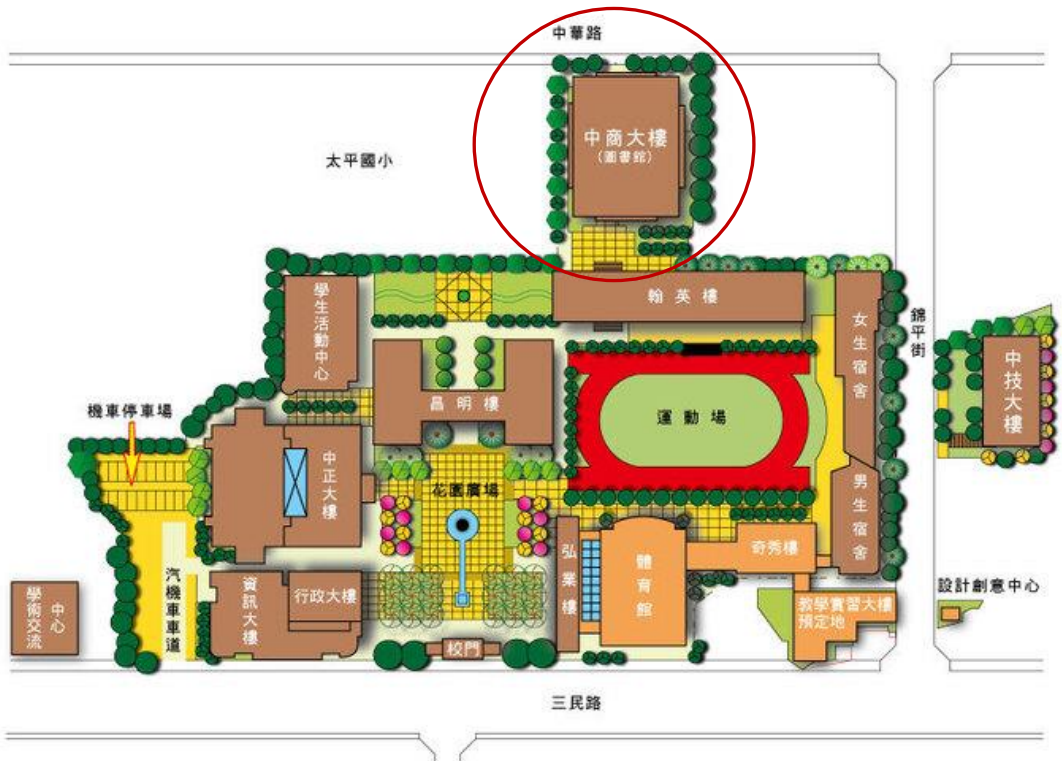 中華路
中商大樓
(圖書館)
太平國小
翰英樓
學生活動中心
女生宿舍
錦平街
中技大樓
昌明樓
運動場
機車停車場
中正大樓
花園廣場
男生宿舍
弘業樓
體育館
奇秀樓
汽機車車道
資訊大樓
行政大樓
設計創意中心
教學實習大樓
預定地
學術交流
中心
校門
三民路